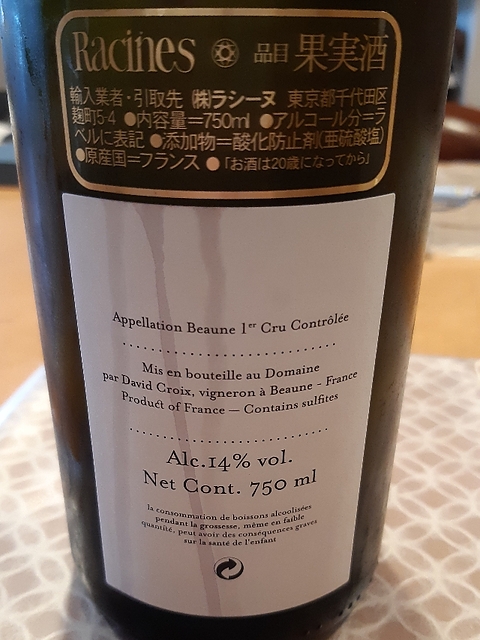 Racines 品目 果実酒
輸入業者・引取先 ㈱ラシーヌ 東京都千代田区
麹町5-4 ●内容量＝750ml ●アルコール分＝ラ
ベルに表記 ●添加物＝酸化防止剤(亜硫酸塩)
●原産国＝フランス ●「お酒は20歳になってから」
Appellation Beaune 1er Cru Contrôlée
Mis en bouteille au Domaine
par David Croix, vigneron à Beaune - France
Product of France — Contains sulfites
Alc.14% vol.
Net Cont. 750 ml
la consommation de boissons alcoolisées
pendant la grossesse, même en faible
quantité, peut avoir des conséquences graves
sur la santé de l'enfant